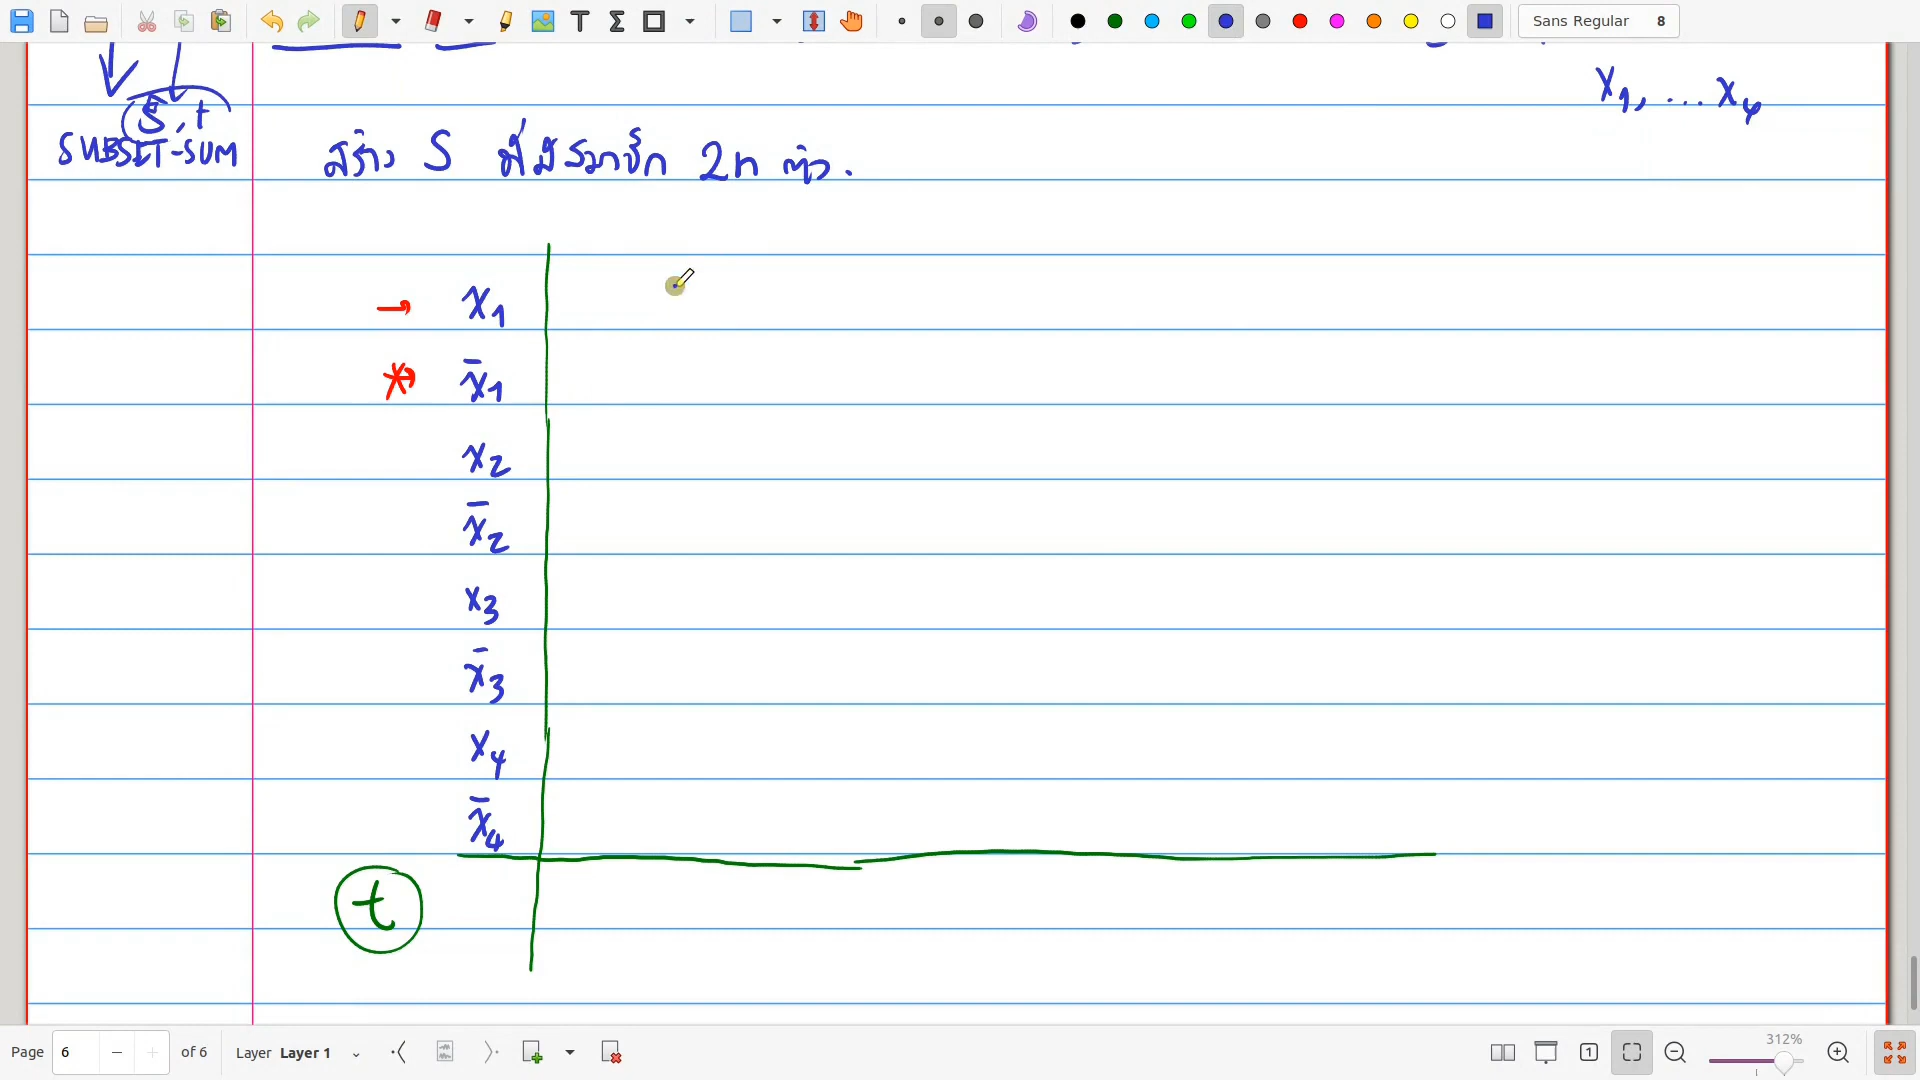 Sans Regular 8
x₁, ... x₄
S, t
SUBSET-SUM
สร้าง S ที่มีสมาชิก 2n ตัว.
x₁
x̄₁
x₂
x̄₂
x₃
x̄₃
x₄
x̄₄
t
Page 6 of 6 Layer Layer 1 312%